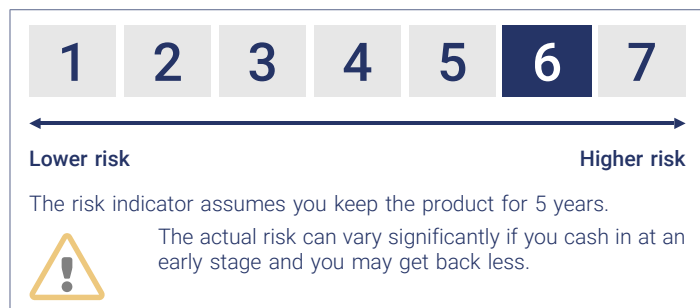 1 2 3 4 5 6 7
Lower risk Higher risk
The risk indicator assumes you keep the product for 5 years.
The actual risk can vary significantly if you cash in at an
early stage and you may get back less.